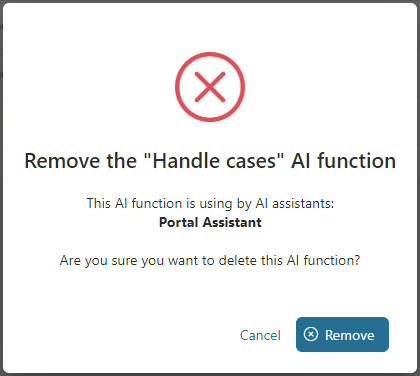 Remove the "Handle cases" AI function
This AI function is using by AI assistants:
Portal Assistant
Are you sure you want to delete this AI function?
Cancel
Remove